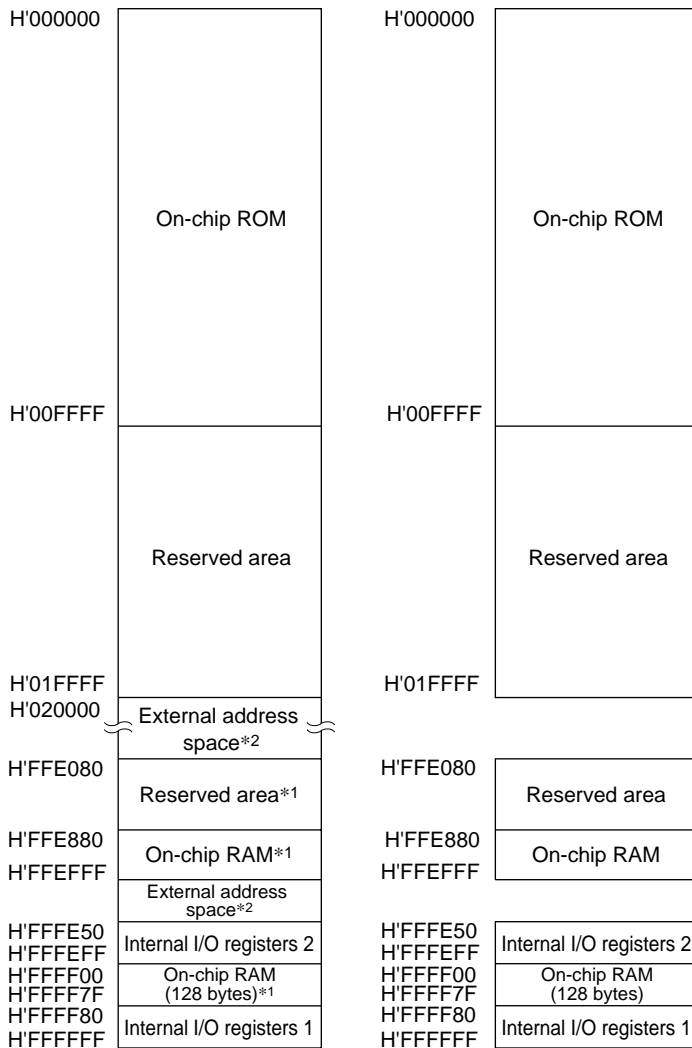 H'000000
On-chip ROM
H'00FFFF
Reserved area
H'01FFFF
H'020000
External address
space*2
H'FFE080
Reserved area*1
H'FFE880
On-chip RAM*1
H'FFEFFF
External address
space*2
H'FFFE50
Internal I/O registers 2
H'FFFEFF
H'FFFF00
On-chip RAM
(128 bytes)*1
H'FFFF7F
H'FFFF80
Internal I/O registers 1
H'FFFFFF
H'000000
On-chip ROM
H'00FFFF
Reserved area
H'01FFFF
H'FFE080
Reserved area
H'FFE880
On-chip RAM
H'FFEFFF
H'FFFE50
Internal I/O registers 2
H'FFFEFF
H'FFFF00
On-chip RAM
(128 bytes)
H'FFFF7F
H'FFFF80
Internal I/O registers 1
H'FFFFFF